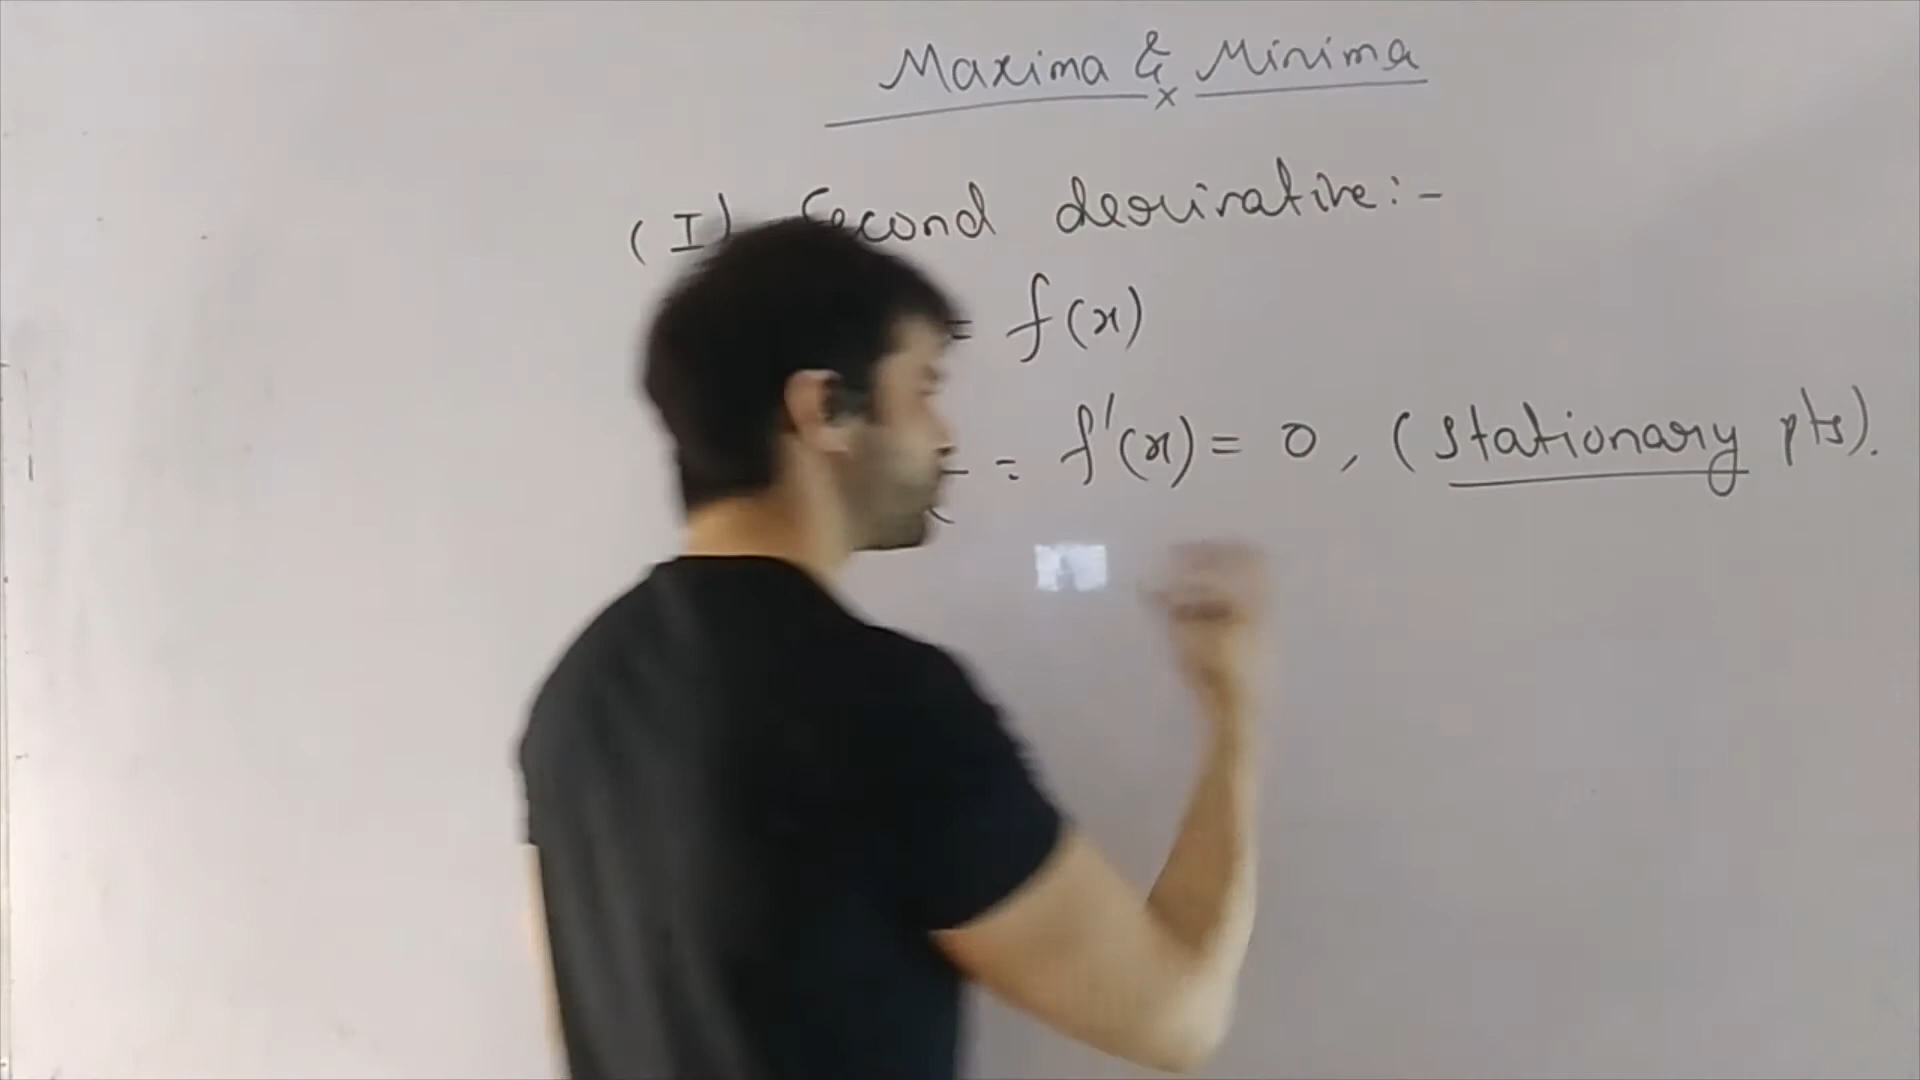 Maxima & Minima
x
(I) Second derivative:-
= f(x)
= f'(x) = 0, (stationary pts).